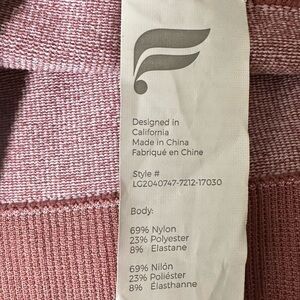 Designed in
California
Made in China
Fabriqué en Chine
Style #
LG2040747-7212-17030
Body:
69% Nylon
23% Polyester
8% Elastane
69% Nilón
23% Poliéster
8% Élasthanne